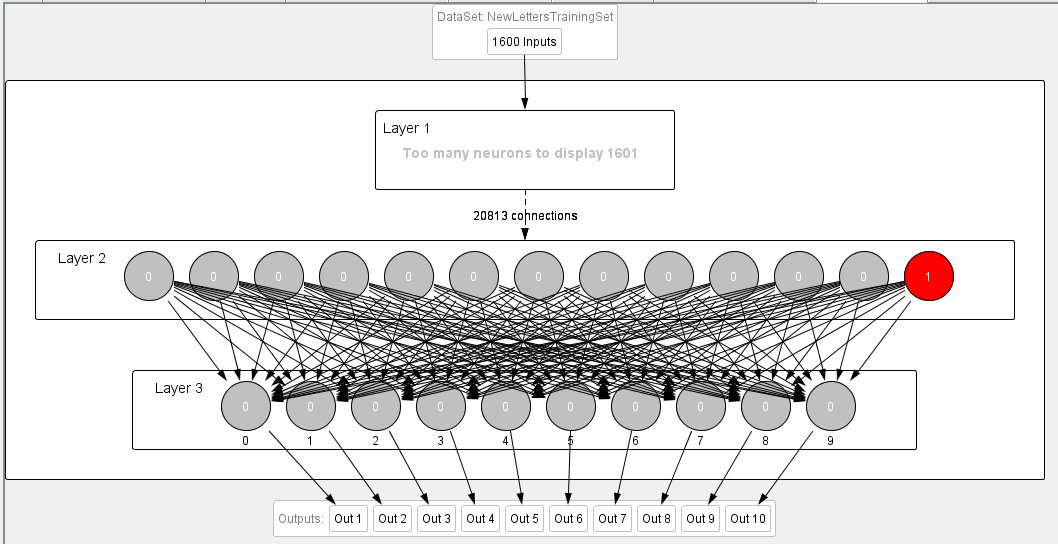 DataSet: NewLettersTrainingSet
1600 Inputs
Layer 1
Too many neurons to display 1601
20813 connections
Layer 2
0 0 0 0 0 0 0 0 0 0 0 0 1
Layer 3
0 0 0 0 0 0 0 0 0 0
0 1 2 3 4 5 6 7 8 9
Outputs: Out 1 Out 2 Out 3 Out 4 Out 5 Out 6 Out 7 Out 8 Out 9 Out 10